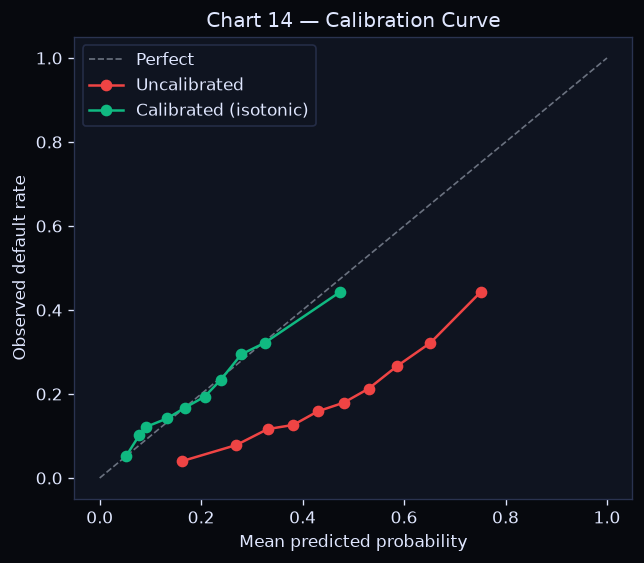 Chart 14 — Calibration Curve
Perfect
Uncalibrated
Calibrated (isotonic)
Observed default rate
1.0
0.8
0.6
0.4
0.2
0.0
0.0 0.2 0.4 0.6 0.8 1.0
Mean predicted probability